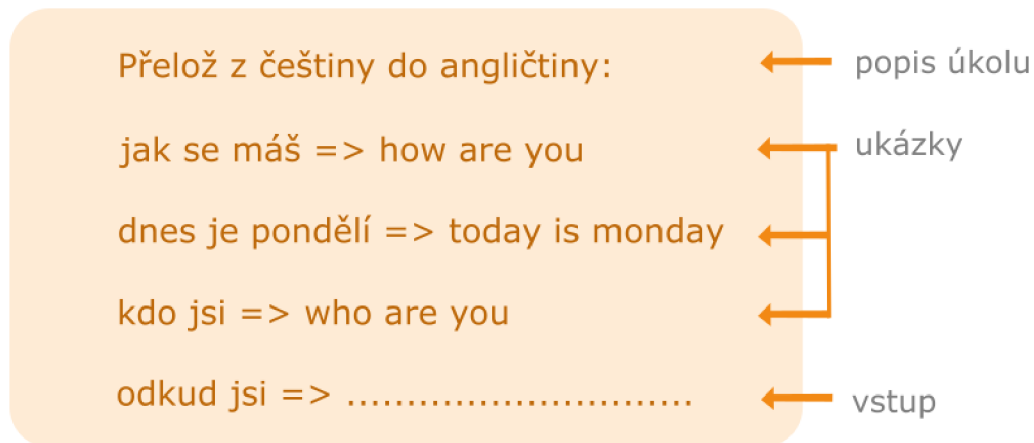 Přelož z češtiny do angličtiny:
popis úkolu
jak se máš => how are you
ukázky
dnes je pondělí => today is monday
kdo jsi => who are you
odkud jsi => .............................
vstup